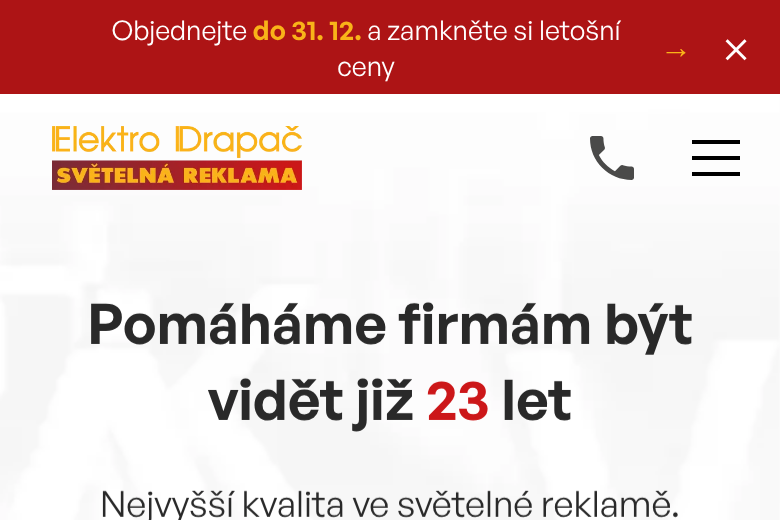 Objednejte do 31. 12. a zamkněte si letošní
ceny
→
Elektro Drapač
SVĚTELNÁ REKLAMA
Pomáháme firmám být
vidět již 23 let
Nejvyšší kvalita ve světelné reklamě.